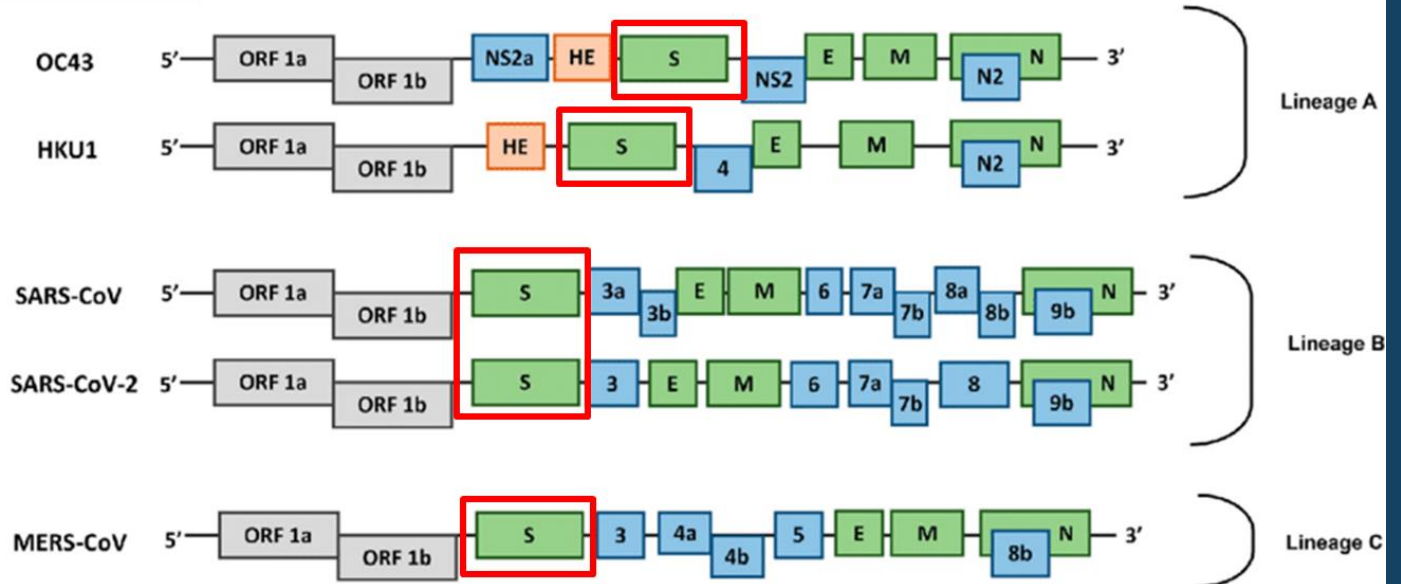 OC43 5′ ORF 1a ORF 1b NS2a HE S NS2 E M N2 N 3′
Lineage A
HKU1 5′ ORF 1a ORF 1b HE S 4 E M N2 N 3′
SARS-CoV 5′ ORF 1a ORF 1b S 3a 3b E M 6 7a 7b 8a 8b 9b N 3′
Lineage B
SARS-CoV-2 5′ ORF 1a ORF 1b S 3 E M 6 7a 7b 8 9b N 3′
MERS-CoV 5′ ORF 1a ORF 1b S 3 4a 4b 5 E M 8b N 3′
Lineage C